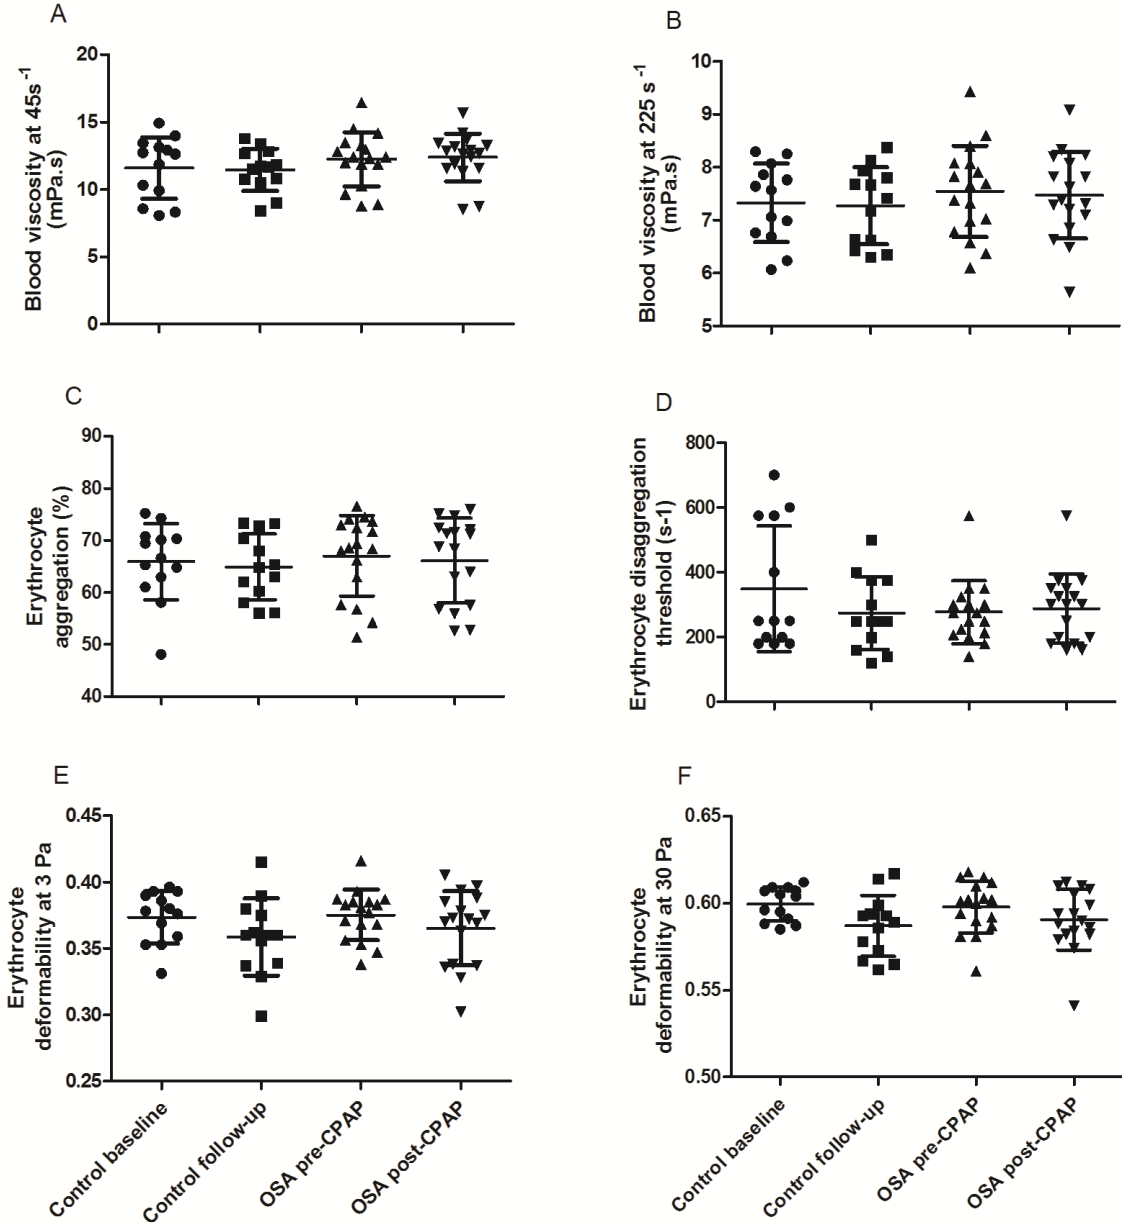 A
Blood viscosity at 45s -1
(mPa.s)
20
15
10
5
0
B
Blood viscosity at 225 s -1
(mPa.s)
10
9
8
7
6
5
C
Erythrocyte
aggregation (%)
90
80
70
60
50
40
D
Erythrocyte disaggregation
threshold (s-1)
800
600
400
200
0
E
Erythrocyte
deformability at 3 Pa
0.45
0.40
0.35
0.30
0.25
Control baseline
Control follow-up
OSA pre-CPAP
OSA post-CPAP
F
Erythrocyte
deformability at 30 Pa
0.65
0.60
0.55
0.50
Control baseline
Control follow-up
OSA pre-CPAP
OSA post-CPAP